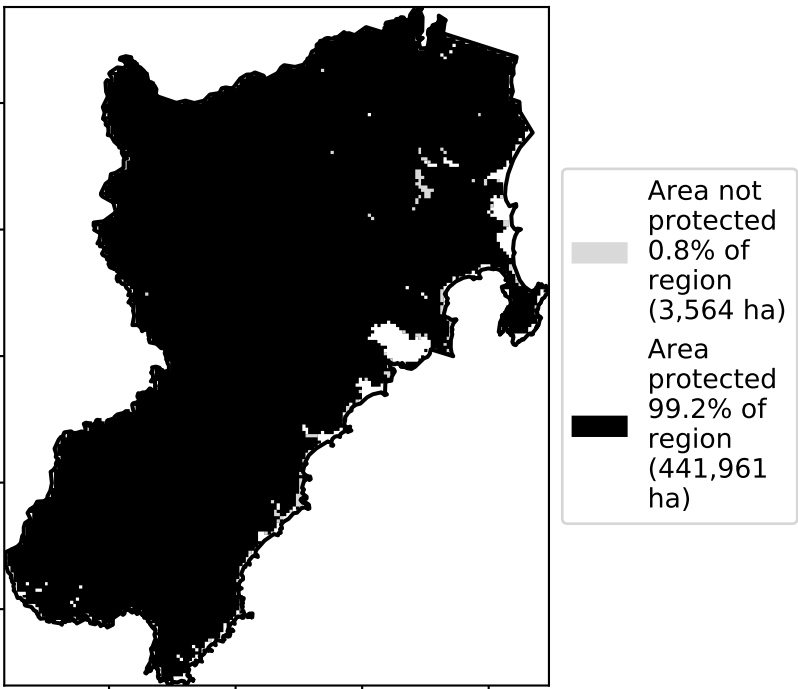 Area not
protected
0.8% of
region
(3,564 ha)
Area
protected
99.2% of
region
(441,961
ha)